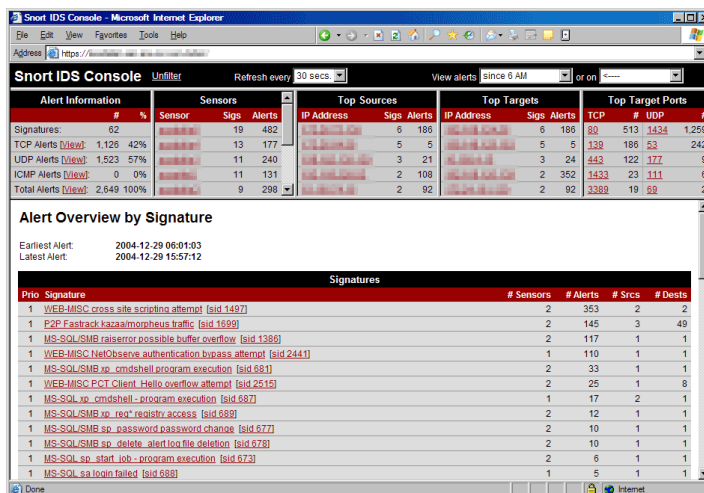 Snort IDS Console - Microsoft Internet Explorer
File Edit View Favorites Tools Help
Address https://
Snort IDS Console Unfilter Refresh every 30 secs. View alerts since 6 AM or on <----
Alert Information Sensors Top Sources Top Targets Top Target Ports
# % Sensor Sigs Alerts IP Address Sigs Alerts IP Address Sigs Alerts TCP # UDP #
Signatures: 62 19 482 6 186 6 186 80 513 1434 1,259
TCP Alerts [View]: 1,126 42% 13 177 5 5 5 5 139 186 53 242
UDP Alerts [View]: 1,523 57% 11 240 3 21 3 24 443 122 177
ICMP Alerts [View]: 0 0% 11 131 2 108 2 352 1433 23 111
Total Alerts [View]: 2,649 100% 9 298 2 92 2 92 3389 19 69
Alert Overview by Signature
Earliest Alert: 2004-12-29 06:01:03
Latest Alert: 2004-12-29 15:57:12
Signatures
Prio Signature # Sensors # Alerts # Srcs # Dests
1 WEB-MISC cross site scripting attempt [sid 1497] 2 353 2 2
1 P2P Fastrack kazaa/morpheus traffic [sid 1699] 2 145 3 49
1 MS-SQL/SMB raiserror possible buffer overflow [sid 1386] 2 117 1 1
1 WEB-MISC NetObserve authentication bypass attempt [sid 2441] 1 110 1 1
1 MS-SQL/SMB xp_cmdshell program execution [sid 681] 2 33 1 1
1 WEB-MISC PCT Client_Hello overflow attempt [sid 2515] 2 25 1 8
1 MS-SQL xp_cmdshell - program execution [sid 687] 1 17 2 1
1 MS-SQL/SMB xp_reg* registry access [sid 689] 2 12 1 1
1 MS-SQL/SMB sp_password password change [sid 677] 2 10 1 1
1 MS-SQL/SMB sp_delete_alert log file deletion [sid 678] 2 10 1 1
1 MS-SQL sp_start_job - program execution [sid 673] 2 6 1 1
1 MS-SQL sa login failed [sid 688] 1 5 1 1
Done Internet